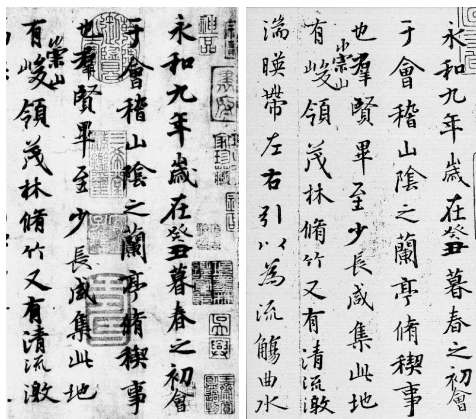 永和九年歲在癸丑暮春之初會
于會稽山陰之蘭亭脩稧事
也羣賢畢至少長咸集此地
有崇山峻領茂林脩竹又有清流激
永和九年歲在癸丑暮春之初會
于會稽山陰之蘭亭脩稧事
也羣賢畢至少長咸集此地
有崇山峻領茂林脩竹又有清流激
湍暎帶左右引以為流觴曲水